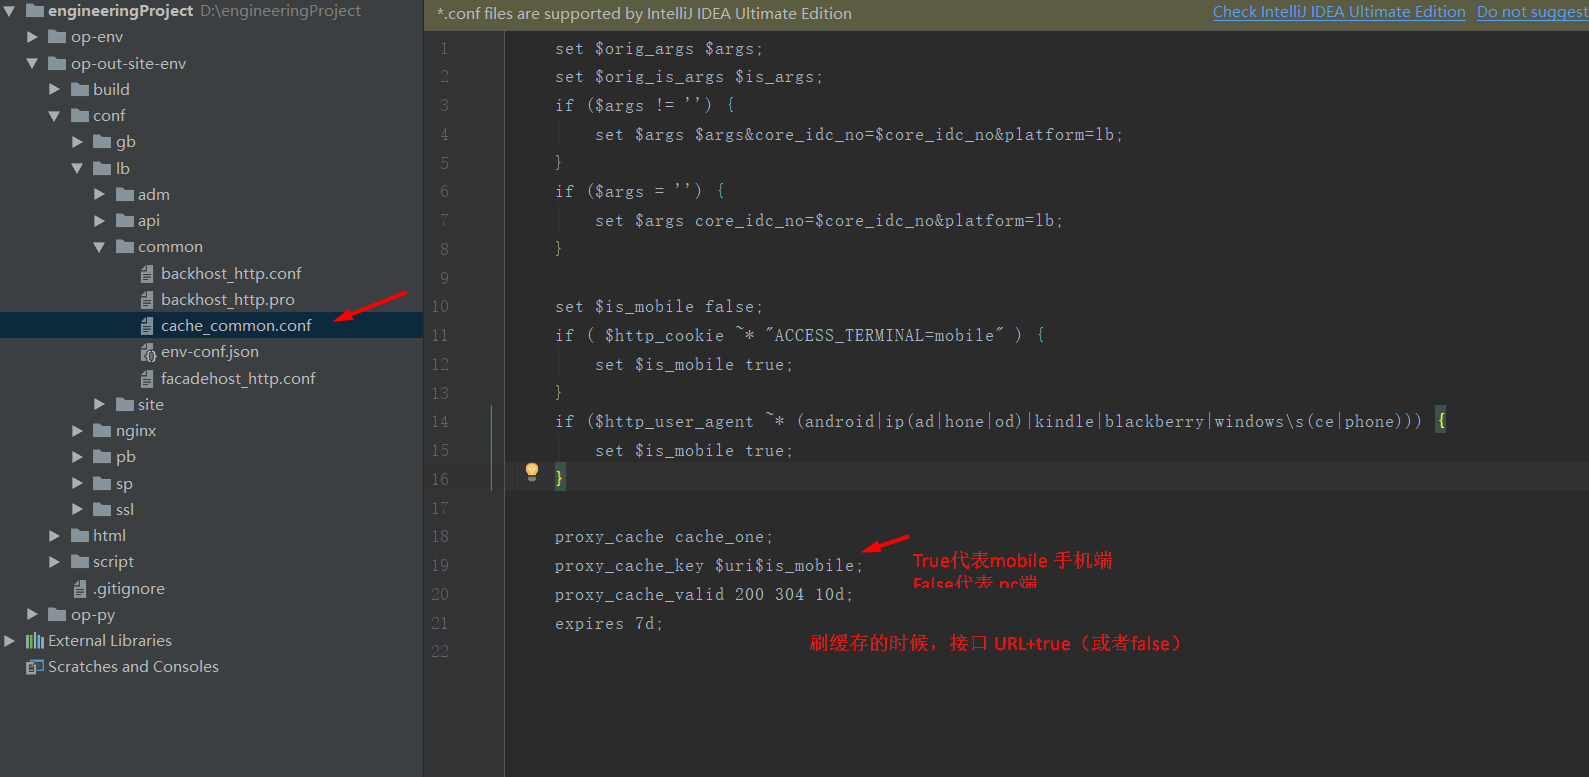 engineeringProject D:\engineeringProject
op-env
op-out-site-env
build
conf
gb
lb
adm
api
common
backhost_http.conf
backhost_http.pro
cache_common.conf
env-conf.json
facadehost_http.conf
site
nginx
pb
sp
ssl
html
script
.gitignore
op-py
External Libraries
Scratches and Consoles
*.conf files are supported by IntelliJ IDEA Ultimate Edition
Check IntelliJ IDEA Ultimate Edition Do not suggest
1 set $orig_args $args;
2 set $orig_is_args $is_args;
3 if ($args != '') {
4 set $args $args&core_idc_no=$core_idc_no&platform=lb;
5 }
6 if ($args = '') {
7 set $args core_idc_no=$core_idc_no&platform=lb;
8 }
9
10 set $is_mobile false;
11 if ( $http_cookie ~* "ACCESS_TERMINAL=mobile" ) {
12 set $is_mobile true;
13 }
14 if ($http_user_agent ~* (android|ip(ad|hone|od)|kindle|blackberry|windows\s(ce|phone))) {
15 set $is_mobile true;
16 }
17
18 proxy_cache cache_one;
19 proxy_cache_key $uri$is_mobile;
20 proxy_cache_valid 200 304 10d;
21 expires 7d;
22
True代表mobile 手机端
False代表 pc端
刷缓存的时候，接口 URL+true（或者false）